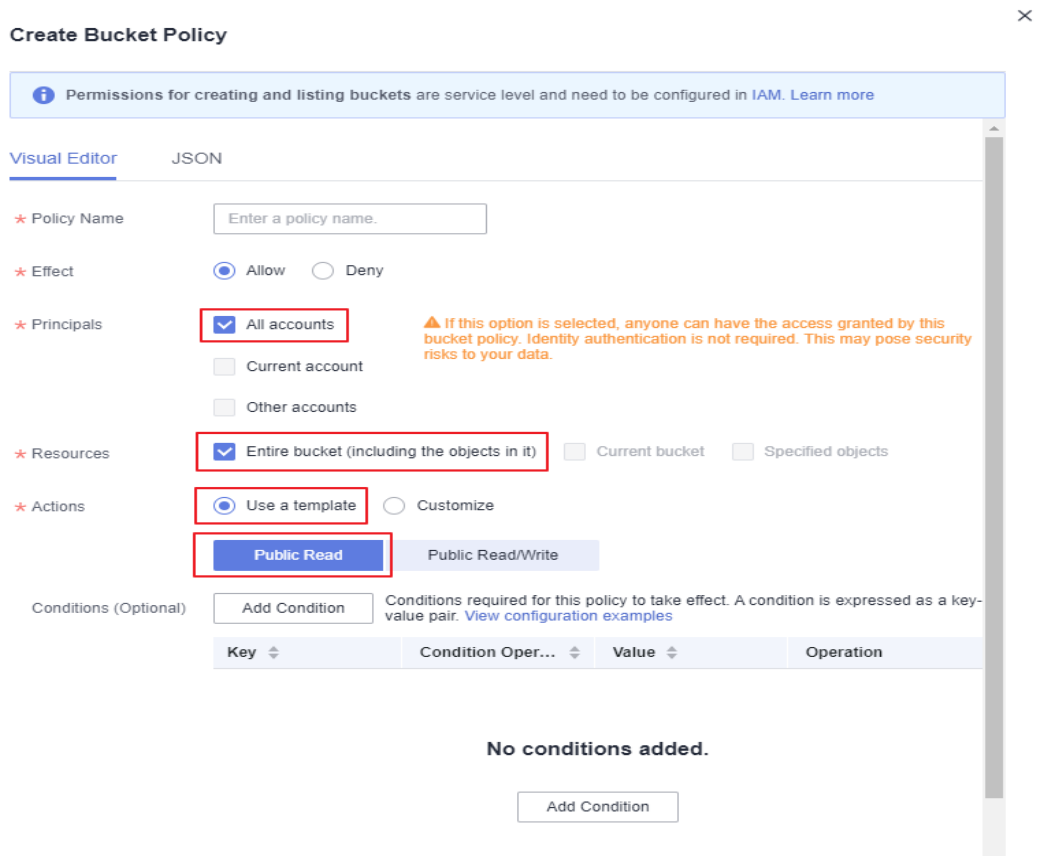 Create Bucket Policy
Permissions for creating and listing buckets are service level and need to be configured in IAM. Learn more
Visual Editor JSON
* Policy Name Enter a policy name.
* Effect Allow Deny
* Principals All accounts
If this option is selected, anyone can have the access granted by this
bucket policy. Identity authentication is not required. This may pose security
risks to your data.
Current account
Other accounts
* Resources Entire bucket (including the objects in it) Current bucket Specified objects
* Actions Use a template Customize
Public Read Public Read/Write
Conditions (Optional) Add Condition
Conditions required for this policy to take effect. A condition is expressed as a key-
value pair. View configuration examples
Key Condition Oper... Value Operation
No conditions added.
Add Condition